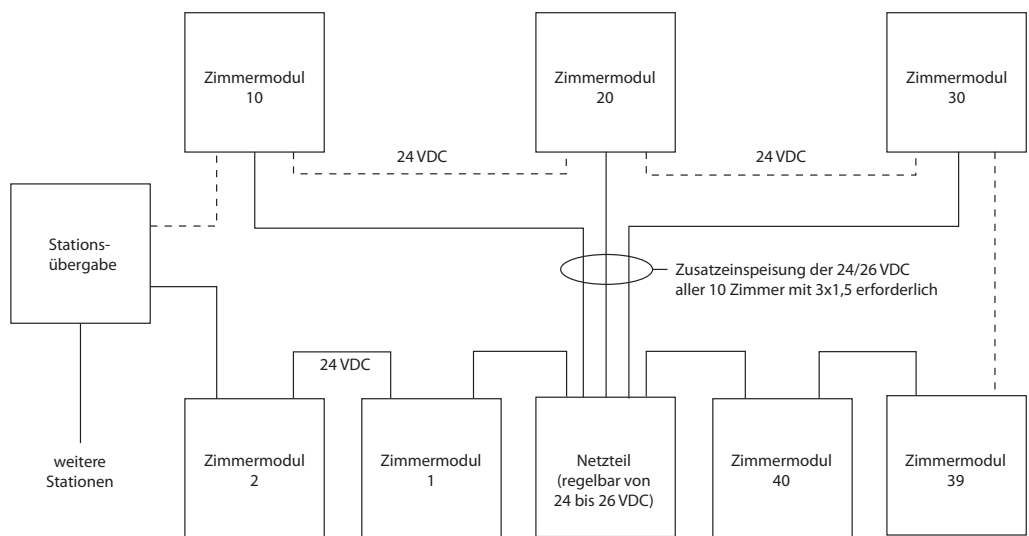 Zimmermodul
10
Zimmermodul
20
Zimmermodul
30
24 VDC
24 VDC
Stations-
übergabe
Zusatzeinspeisung der 24/26 VDC
aller 10 Zimmer mit 3x1,5 erforderlich
24 VDC
weitere
Stationen
Zimmermodul
2
Zimmermodul
1
Netzteil
(regelbar von
24 bis 26 VDC)
Zimmermodul
40
Zimmermodul
39